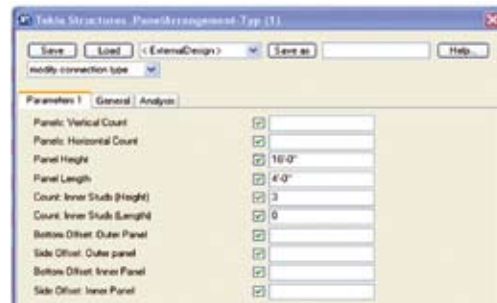 Tekla Structures PanelArrangement-Typ (1)
Save Load <ExternalDesign> Save as Help...
modify connection type
Parameters 1 General Analysis
Panels: Vertical Count
Panels: Horizontal Count
Panel Height 16'-0"
Panel Length 4'-0"
Count: Inner Studs (Height) 3
Count: Inner Studs (Length) 0
Bottom Offset: Outer Panel
Side Offset: Outer panel
Bottom Offset: Inner Panel
Side Offset: Inner Panel